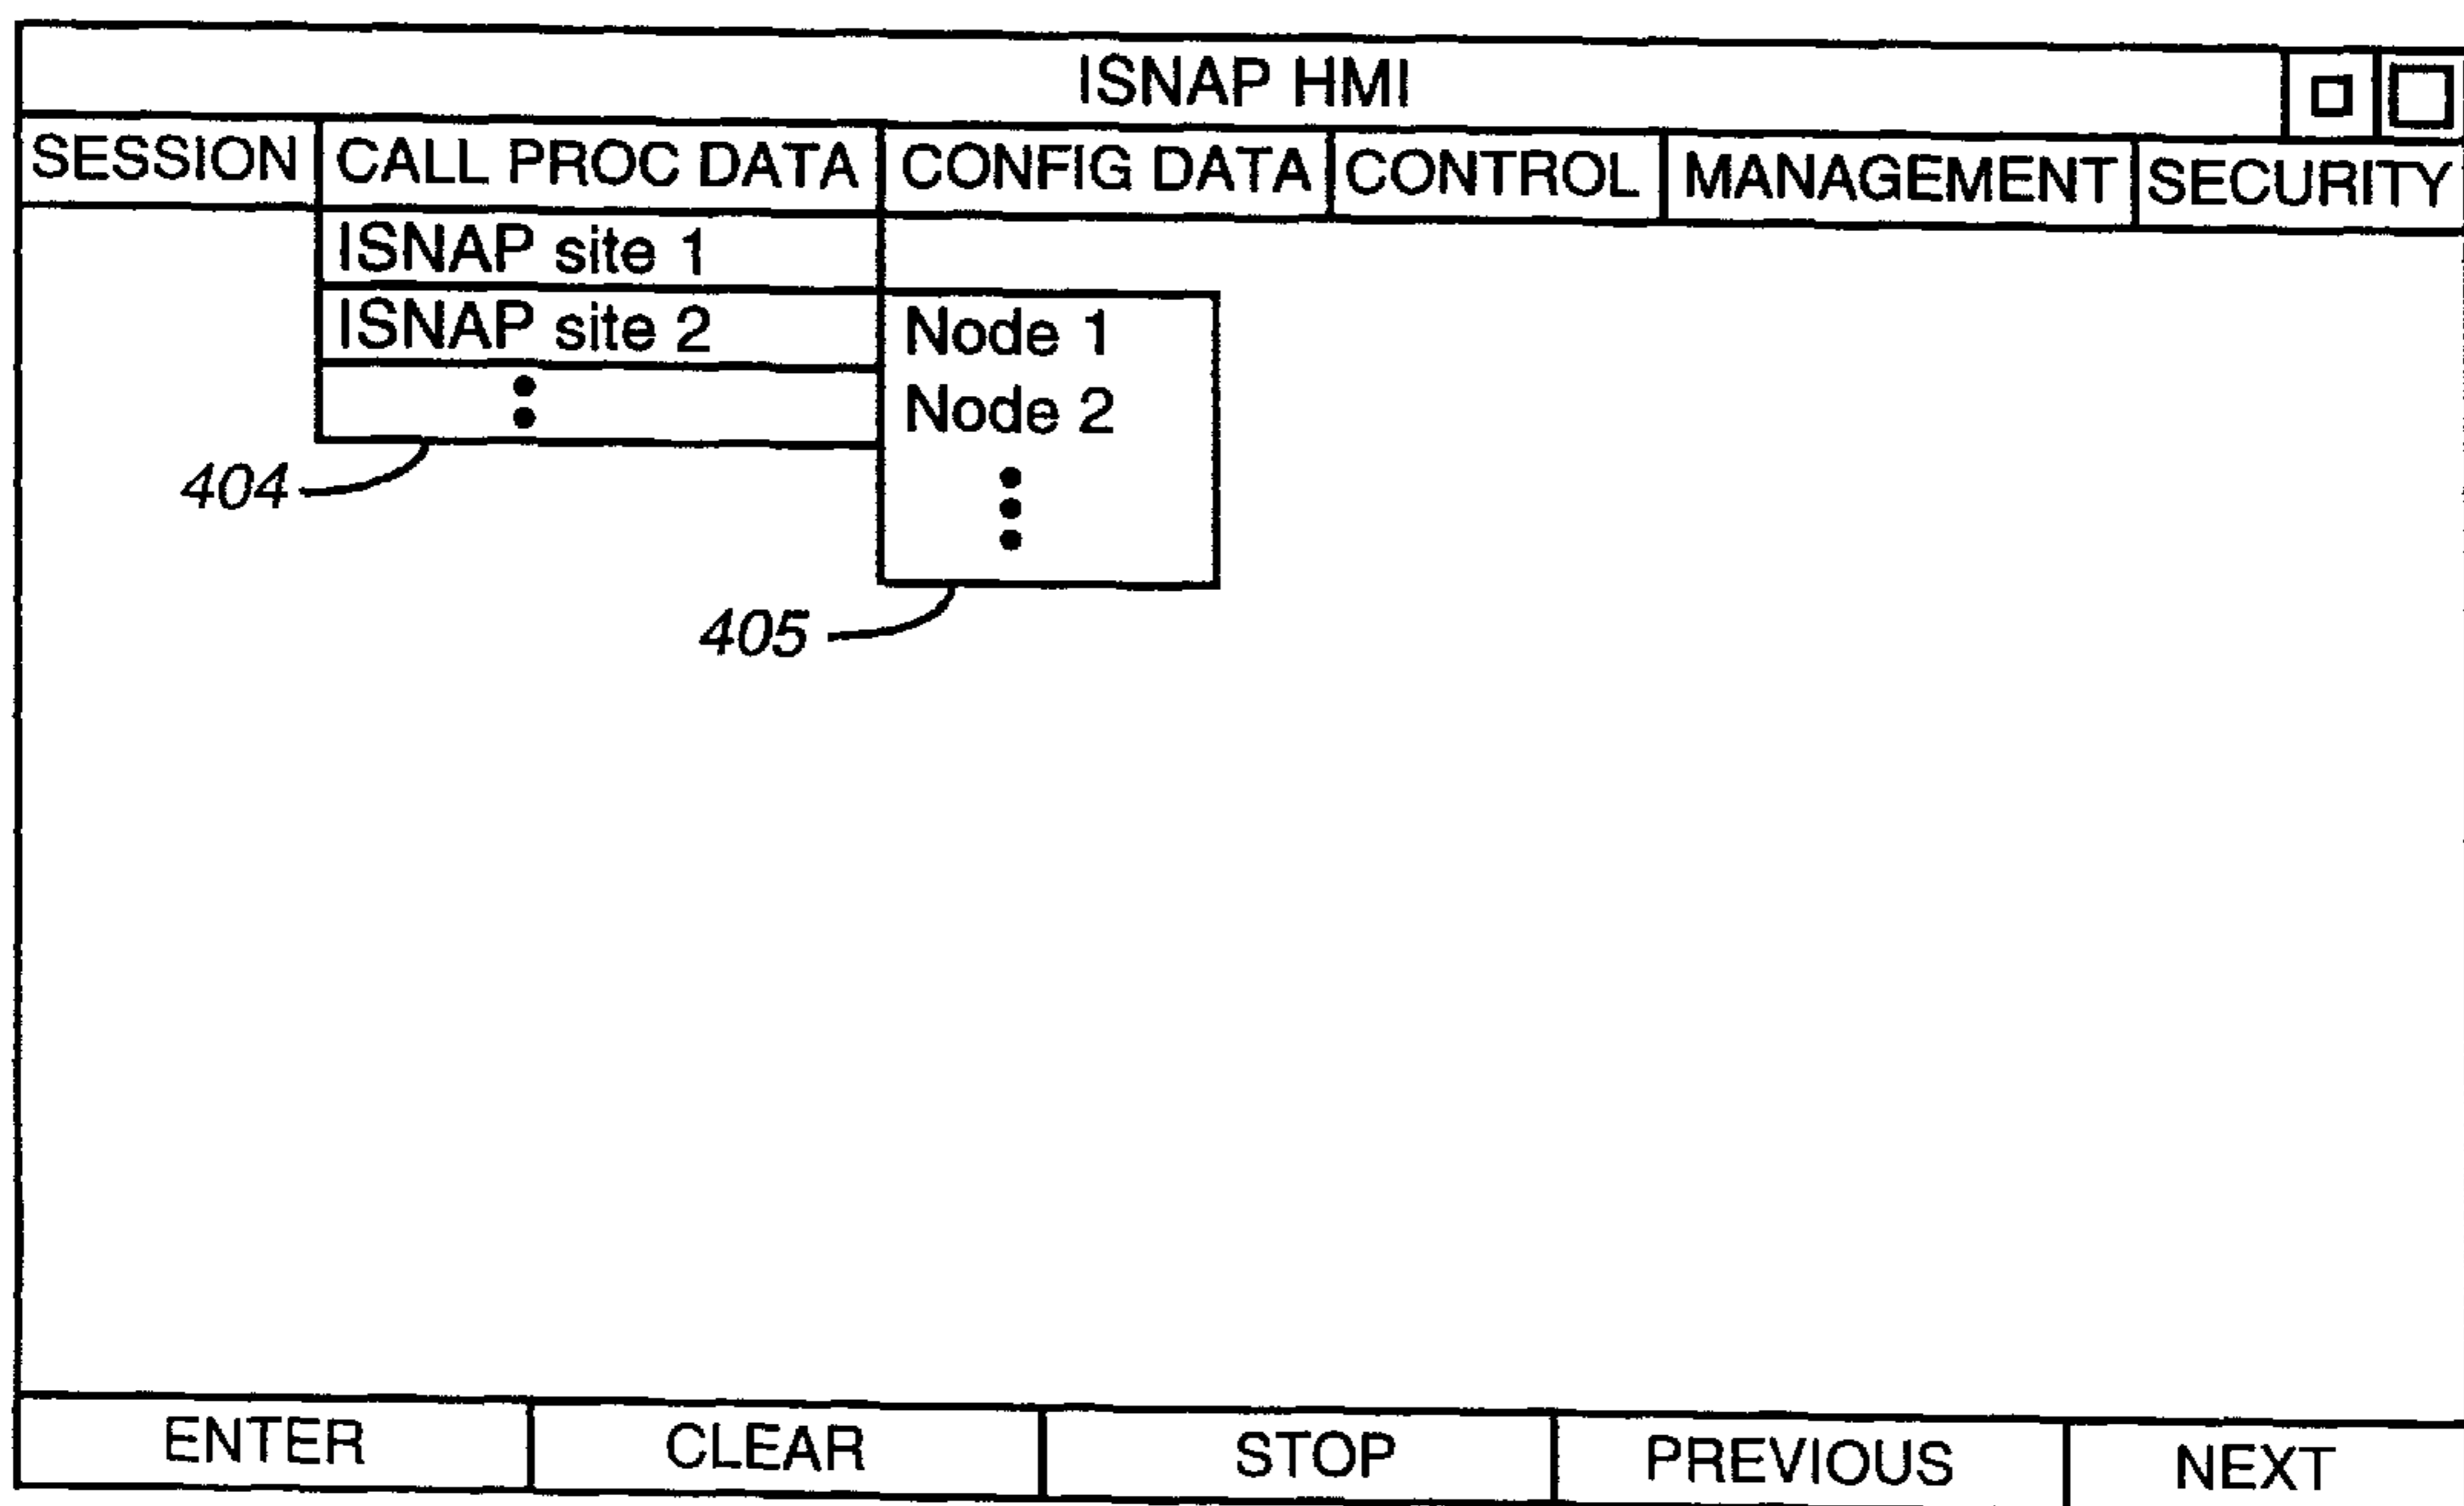 ISNAP HMI
SESSION CALL PROC DATA CONFIG DATA CONTROL MANAGEMENT SECURITY
ISNAP site 1
ISNAP site 2 Node 1
Node 2
404
405
ENTER CLEAR STOP PREVIOUS NEXT